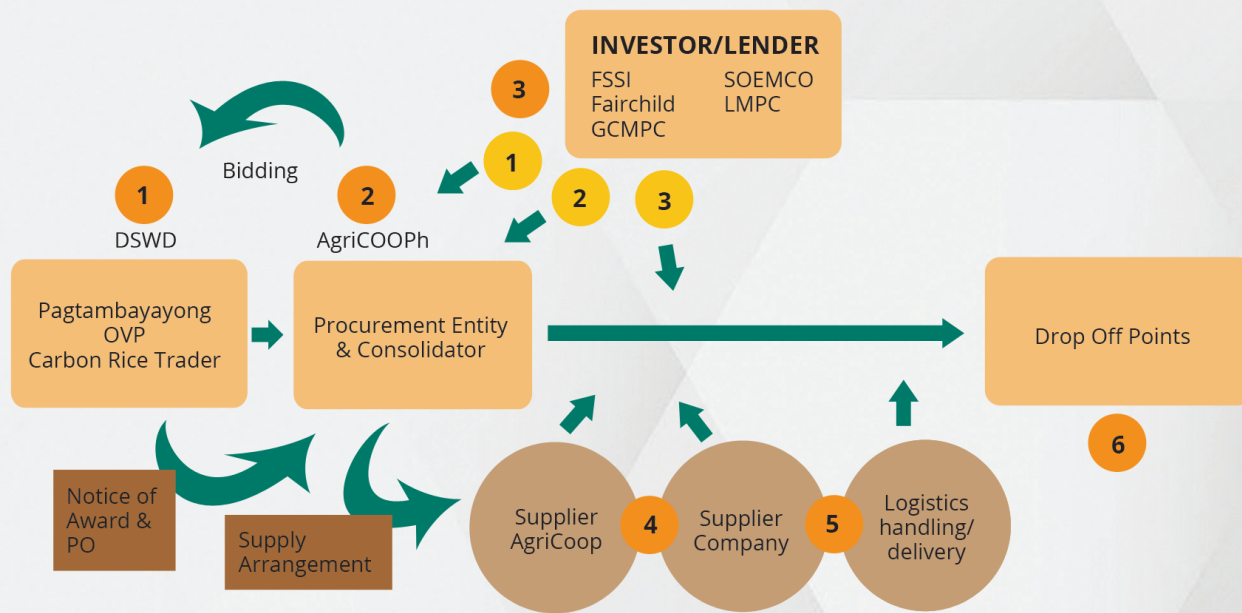 INVESTOR/LENDER
FSSI SOEMCO
Fairchild LMPC
GCMPC
3
1
2
3
Bidding
1
DSWD
2
AgriCOOPh
Pagtambayayong
OVP
Carbon Rice Trader
Procurement Entity
& Consolidator
Drop Off Points
6
Notice of
Award &
PO
Supply
Arrangement
Supplier
AgriCoop
4
Supplier
Company
5
Logistics
handling/
delivery